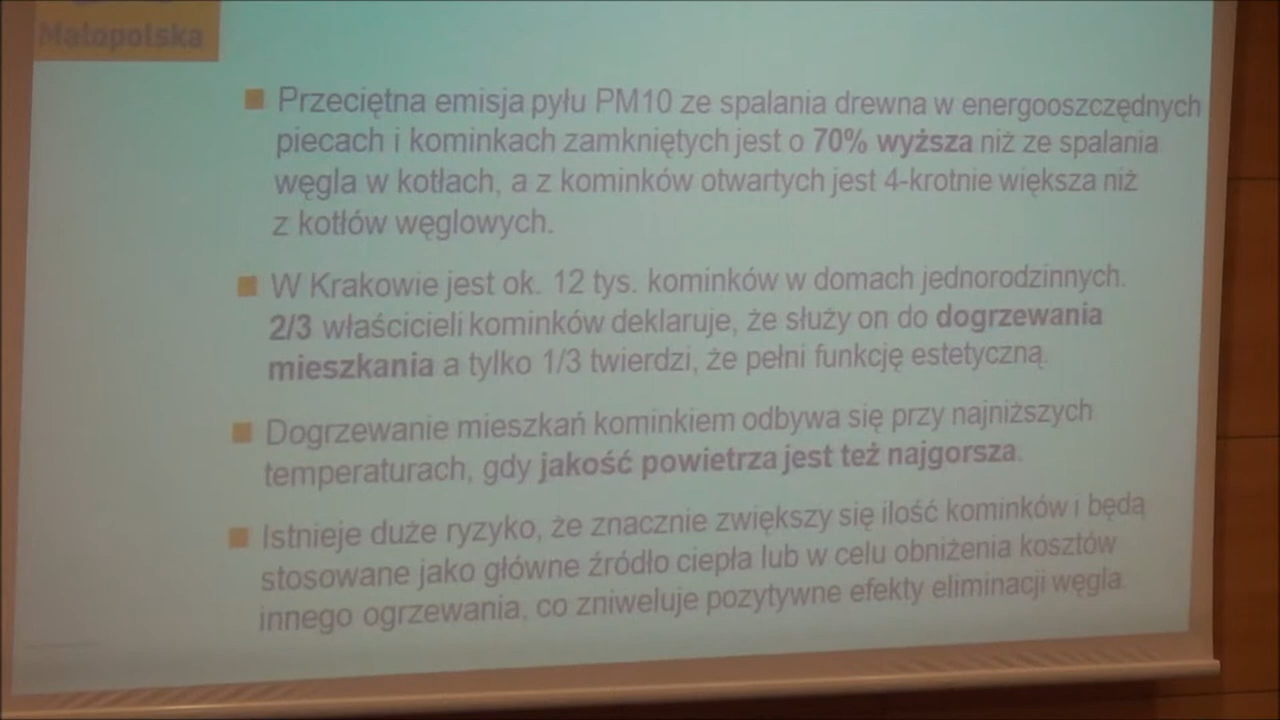 Małopolska
Przeciętna emisja pyłu PM10 ze spalania drewna w energooszczędnych
piecach i kominkach zamkniętych jest o 70% wyższa niż ze spalania
węgla w kotłach, a z kominków otwartych jest 4-krotnie większa niż
z kotłów węglowych.
W Krakowie jest ok. 12 tys. kominków w domach jednorodzinnych.
2/3 właścicieli kominków deklaruje, że służy on do dogrzewania
mieszkania a tylko 1/3 twierdzi, że pełni funkcję estetyczną.
Dogrzewanie mieszkań kominkiem odbywa się przy najniższych
temperaturach, gdy jakość powietrza jest też najgorsza.
Istnieje duże ryzyko, że znacznie zwiększy się ilość kominków i będą
stosowane jako główne źródło ciepła lub w celu obniżenia kosztów
innego ogrzewania, co zniweluje pozytywne efekty eliminacji węgla.